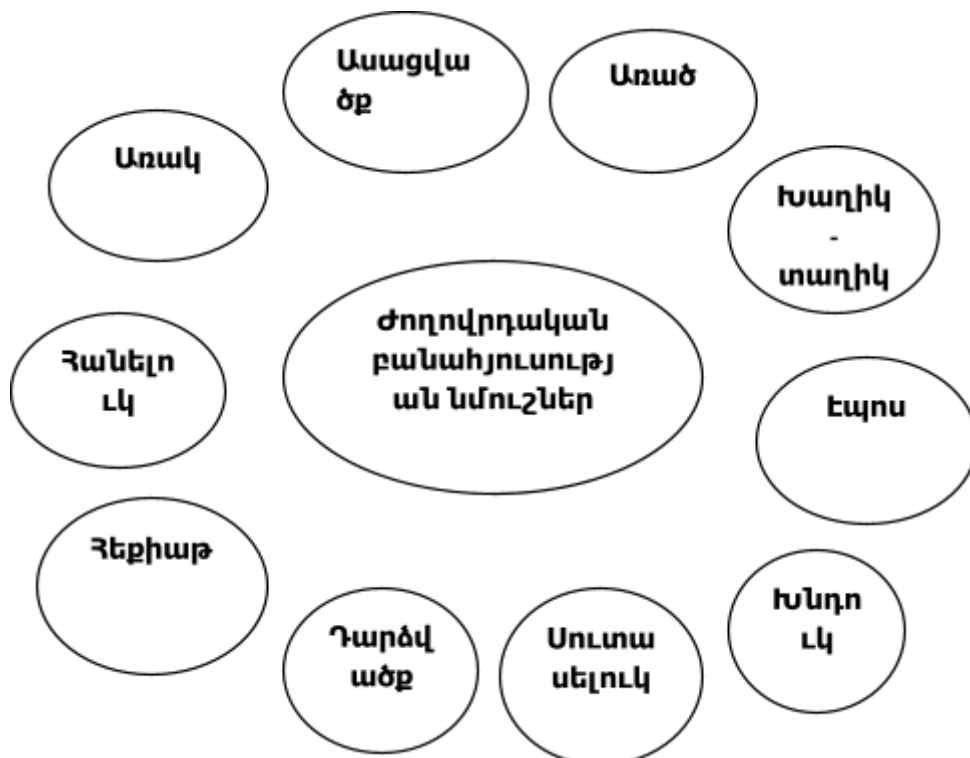 Ասացվա
ծք
Առած
Առակ
Խաղիկ
-
տաղիկ
Ժողովրդական
բանահյուսությ
ան նմուշներ
Հանելո
ւկ
Էպոս
Հեքիաթ
Խնդո
ւկ
Դարձվ
ածք
Սուտա
սելուկ